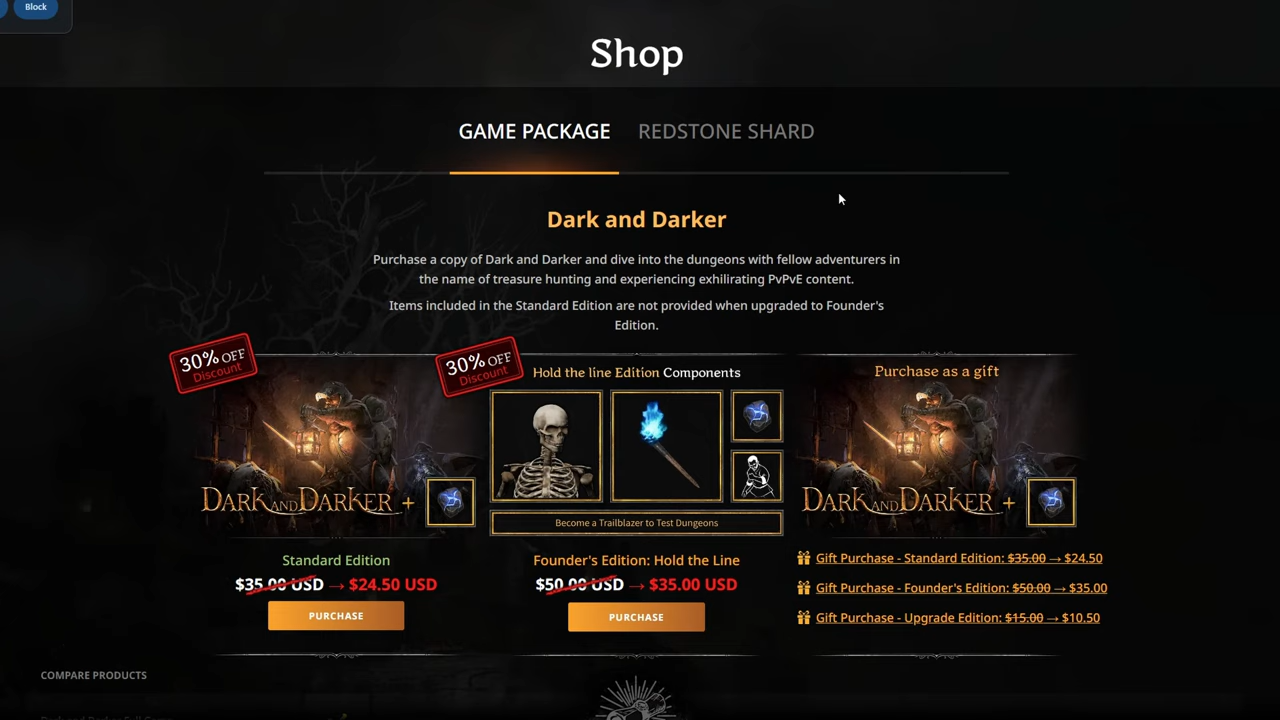 Block
Shop
GAME PACKAGE
REDSTONE SHARD
Dark and Darker
Purchase a copy of Dark and Darker and dive into the dungeons with fellow adventurers in
the name of treasure hunting and experiencing exhilirating PvPvE content.
Items included in the Standard Edition are not provided when upgraded to Founder's
Edition.
30% OFF
Discount
DARK AND DARKER +
Standard Edition
$35.00 USD → $24.50 USD
PURCHASE
30% OFF
Discount
Hold the line Edition Components
Become a Trailblazer to Test Dungeons
Founder's Edition: Hold the Line
$50.00 USD → $35.00 USD
PURCHASE
Purchase as a gift
DARK AND DARKER +
Gift Purchase - Standard Edition: $35.00 → $24.50
Gift Purchase - Founder's Edition: $50.00 → $35.00
Gift Purchase - Upgrade Edition: $15.00 → $10.50
COMPARE PRODUCTS